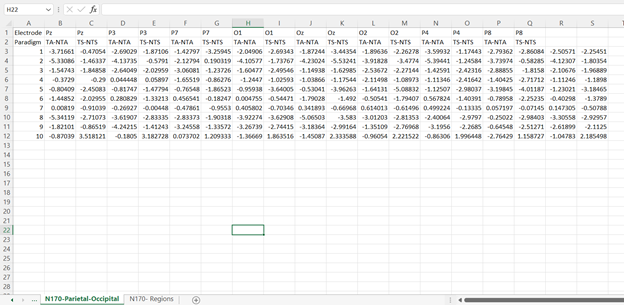 H22 fx
A B C D E F G H I J K L M N O P Q R S
1 Electrode Pz Pz P3 P3 P7 P7 O1 O1 Oz Oz O2 O2 P4 P4 P8 P8
2 Paradigm TA-NTA TS-NTS TA-NTA TS-NTS TA-NTA TS-NTS TA-NTA TS-NTS TA-NTA TS-NTS TA-NTA TS-NTS TA-NTA TS-NTS TA-NTA TS-NTS
3 1 -3.71661 -0.47054 -2.69029 -1.87106 -1.42797 -3.25945 -2.04906 -2.69343 -1.87244 -3.44354 -1.89636 -2.26278 -3.59932 -1.17443 -2.79362 -2.86084 -2.50571 -2.25451
4 2 -5.33086 -1.46337 -4.13735 -0.5791 -2.12794 0.190319 -4.10577 -1.73767 -4.23024 -5.53241 -3.91828 -3.4774 -5.39441 -1.24584 -3.73974 -0.58285 -4.12307 -1.80354
5 3 -1.54743 -1.84858 -2.64049 -2.02959 -3.06081 -1.23726 -1.60477 -2.49546 -1.14938 -1.62985 -2.53672 -2.27144 -1.42591 -2.42316 -2.88855 -1.8158 -2.10676 -1.96889
6 4 -0.3729 -0.29 0.044448 0.05897 -1.65519 -0.86276 -1.2447 -1.02593 -1.03866 -1.17544 -2.11498 -1.08973 -1.11346 -2.41642 -1.40425 -2.71712 -1.11246 -1.1898
7 5 -0.80409 -2.45083 -0.81747 -1.47794 -0.76548 -1.86523 -0.95938 -3.64005 -0.53041 -3.96263 -1.64131 -5.08832 -1.12507 -2.98037 -3.19845 -4.01187 -1.23021 -3.18465
8 6 -1.44852 -2.02955 0.280829 -1.33213 0.456541 -0.18247 0.004755 -0.54471 -1.79028 -1.492 -0.50541 -1.79407 0.567824 -1.40391 -0.78958 -2.25235 -0.40298 -1.3789
9 7 0.00819 -0.91039 -0.26927 -0.00448 -0.47861 -0.9553 0.405802 -0.70346 0.341893 -0.66968 0.614013 -0.61496 0.499224 -0.13335 0.057197 -0.07145 0.147305 -0.50788
10 8 -5.34119 -2.71073 -3.61907 -2.83335 -2.83373 -1.90318 -3.92274 -3.62908 -5.06503 -3.583 -3.01203 -2.81353 -2.40064 -2.9797 -0.25022 -2.98403 -3.30558 -2.92957
11 9 -1.82101 -0.86519 -4.24215 -1.41243 -3.24558 -1.33572 -3.26739 -2.74415 -3.18364 -2.99164 -1.35109 -2.76968 -3.1956 -2.2685 -0.64548 -2.51271 -2.61899 -2.1125
12 10 -0.87039 3.518121 -0.1805 3.182728 0.073702 1.209333 -1.36669 1.863516 -1.45087 2.333588 -0.96054 2.221522 -0.86306 1.996448 -2.76429 1.158727 -1.04783 2.185498
13
14
15
16
17
18
19
20
21
22
23
24
25
26
27
28
... N170-Parietal-Occipital N170- Regions